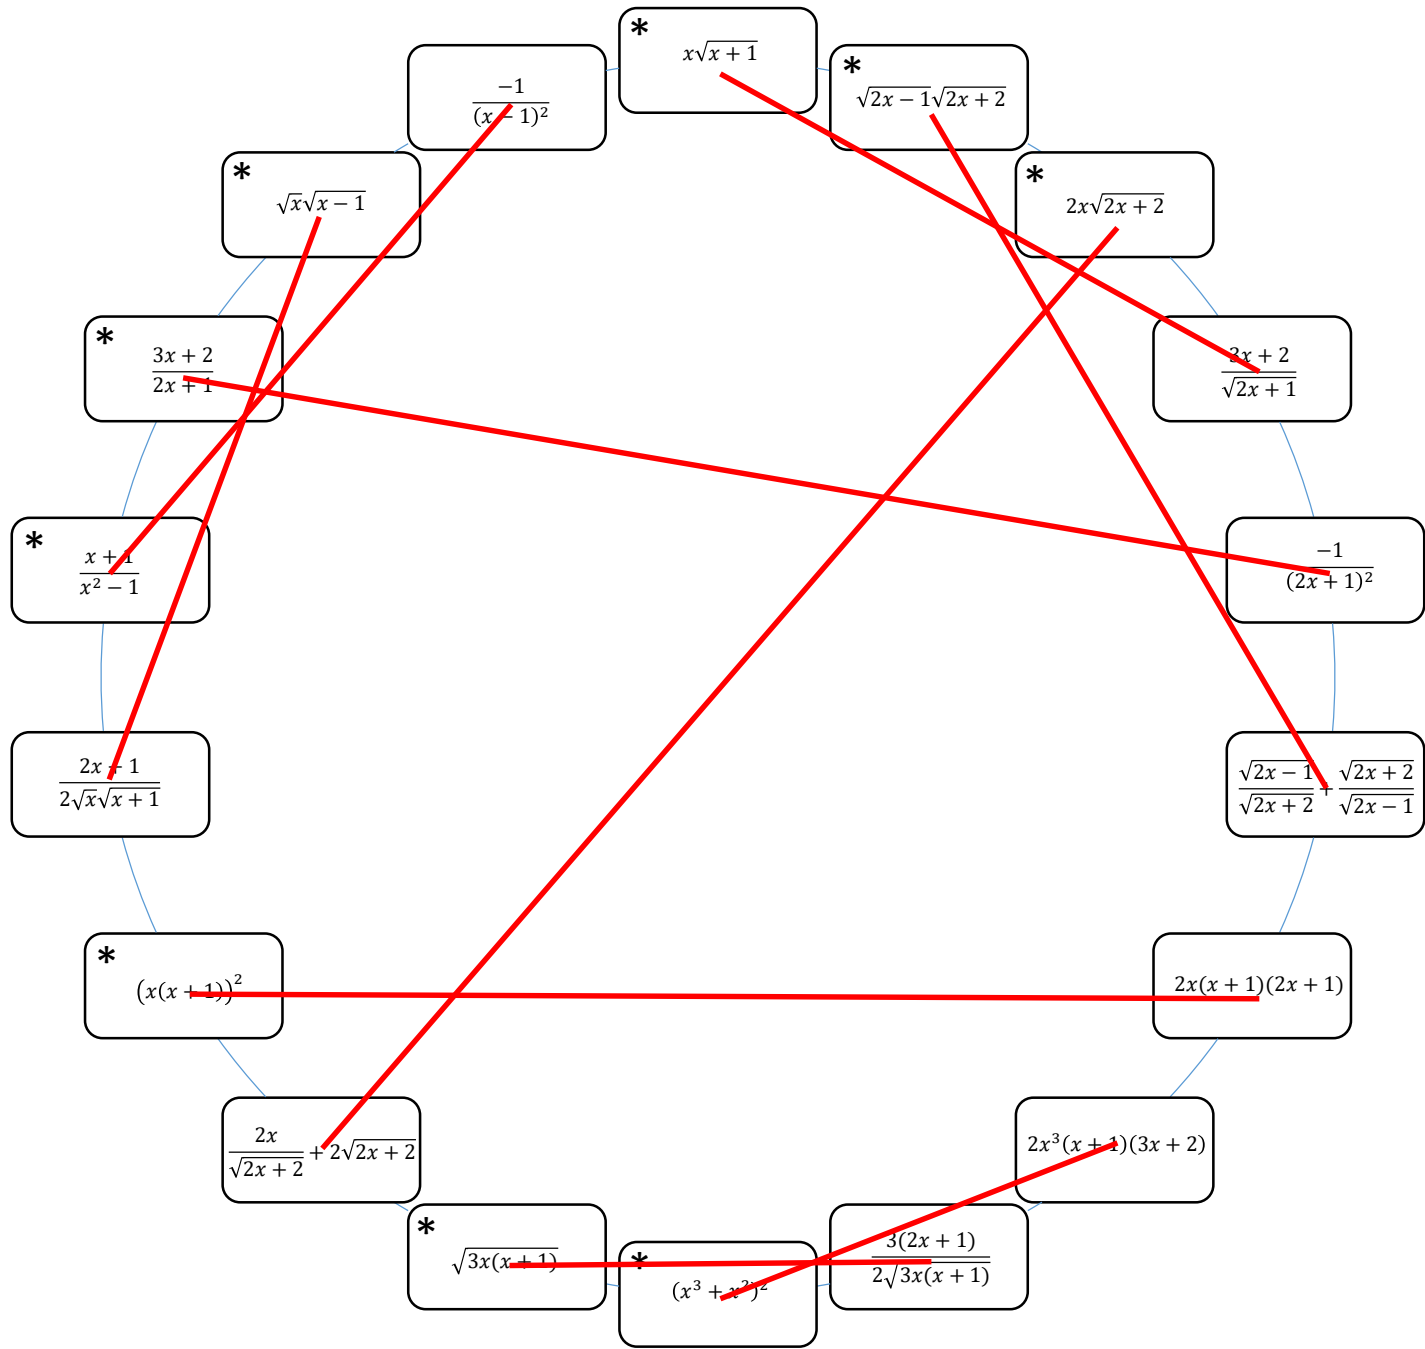 * x√(x + 1)
* √(2x − 1)√(2x + 2)
* 2x√(2x + 2)
(3x + 2)/√(2x + 1)
−1/(2x + 1)²
√(2x − 1)/√(2x + 2) + √(2x + 2)/√(2x − 1)
2x(x + 1)(2x + 1)
2x³(x + 1)(3x + 2)
3(2x + 1)/(2√(3x(x + 1)))
* (x³ + x²)²
* √(3x(x + 1))
2x/√(2x + 2) + 2√(2x + 2)
* (x(x + 1))²
(2x + 1)/(2√x√(x + 1))
* (x + 1)/(x² − 1)
* (3x + 2)/(2x + 1)
* √x√(x − 1)
−1/(x − 1)²